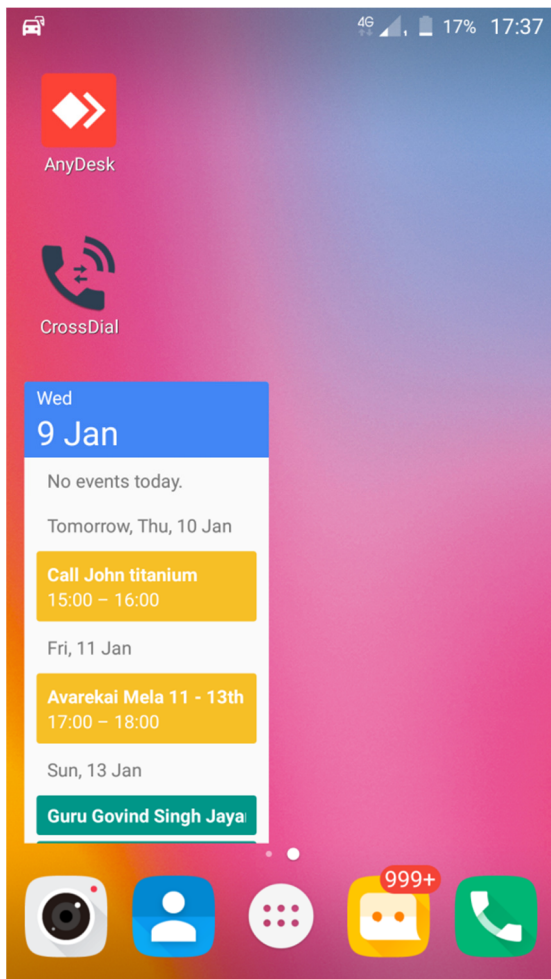 4G 1 17% 17:37
AnyDesk
CrossDial
Wed
9 Jan
No events today.
Tomorrow, Thu, 10 Jan
Call John titanium
15:00 – 16:00
Fri, 11 Jan
Avarekai Mela 11 - 13th
17:00 – 18:00
Sun, 13 Jan
Guru Govind Singh Jaya
999+